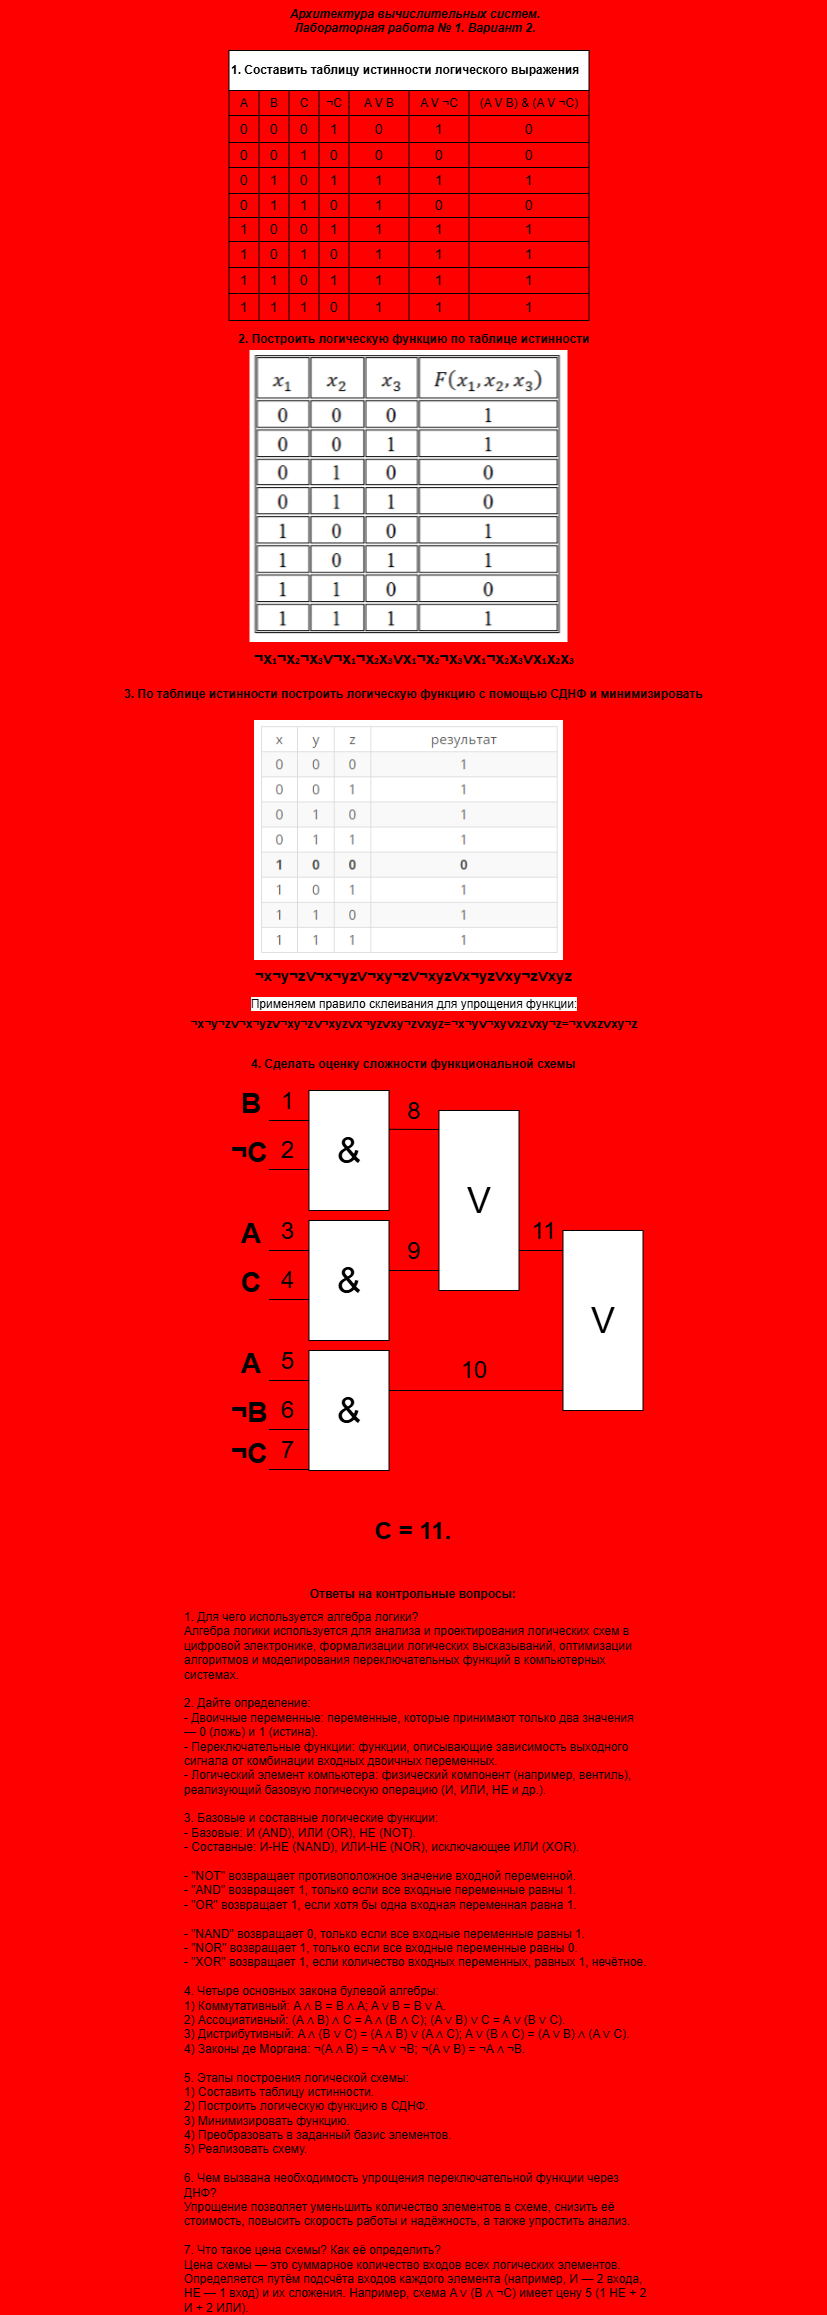 Архитектура вычислительных систем.
Лабораторная работа № 1. Вариант 2.
1. Составить таблицу истинности логического выражения
A B C ¬C A V B A V ¬C (A V B) & (A V ¬C)
0 0 0 1 0 1 0
0 0 1 0 0 0 0
0 1 0 1 1 1 1
0 1 1 0 1 0 0
1 0 0 1 1 1 1
1 0 1 0 1 1 1
1 1 0 1 1 1 1
1 1 1 0 1 1 1
2. Построить логическую функцию по таблице истинности
x₁ x₂ x₃ F(x₁, x₂, x₃)
0 0 0 1
0 0 1 1
0 1 0 0
0 1 1 0
1 0 0 1
1 0 1 1
1 1 0 0
1 1 1 1
¬x₁¬x₂¬x₃V¬x₁¬x₂x₃Vx₁¬x₂¬x₃Vx₁¬x₂x₃Vx₁x₂x₃
3. По таблице истинности построить логическую функцию с помощью СДНФ и минимизировать
x y z результат
0 0 0 1
0 0 1 1
0 1 0 1
0 1 1 1
1 0 0 0
1 0 1 1
1 1 0 1
1 1 1 1
¬x¬y¬zV¬x¬yzV¬xy¬zV¬xyzVx¬yzVxy¬zVxyz
Применяем правило склеивания для упрощения функции:
¬x¬y¬zV¬x¬yzV¬xy¬zV¬xyzVx¬yzVxy¬zVxyz=¬x¬yV¬xyVxzVxy¬z=¬xVxzVxy¬z
4. Сделать оценку сложности функциональной схемы
B 1
8
¬C 2
&
V
A 3
11
9
C 4
&
V
A 5
10
¬B 6
&
¬C 7
C = 11.
Ответы на контрольные вопросы:
1. Для чего используется алгебра логики?
Алгебра логики используется для анализа и проектирования логических схем в
цифровой электронике, формализации логических высказываний, оптимизации
алгоритмов и моделирования переключательных функций в компьютерных
системах.
2. Дайте определение:
- Двоичные переменные: переменные, которые принимают только два значения
— 0 (ложь) и 1 (истина).
- Переключательные функции: функции, описывающие зависимость выходного
сигнала от комбинации входных двоичных переменных.
- Логический элемент компьютера: физический компонент (например, вентиль),
реализующий базовую логическую операцию (И, ИЛИ, НЕ и др.).
3. Базовые и составные логические функции:
- Базовые: И (AND), ИЛИ (OR), НЕ (NOT).
- Составные: И-НЕ (NAND), ИЛИ-НЕ (NOR), исключающее ИЛИ (XOR).
- "NOT" возвращает противоположное значение входной переменной.
- "AND" возвращает 1, только если все входные переменные равны 1.
- "OR" возвращает 1, если хотя бы одна входная переменная равна 1.
- "NAND" возвращает 0, только если все входные переменные равны 1.
- "NOR" возвращает 1, только если все входные переменные равны 0.
- "XOR" возвращает 1, если количество входных переменных, равных 1, нечётное.
4. Четыре основных закона булевой алгебры:
1) Коммутативный: A ∧ B = B ∧ A; A ∨ B = B ∨ A.
2) Ассоциативный: (A ∧ B) ∧ C = A ∧ (B ∧ C); (A ∨ B) ∨ C = A ∨ (B ∨ C).
3) Дистрибутивный: A ∧ (B ∨ C) = (A ∧ B) ∨ (A ∧ C); A ∨ (B ∧ C) = (A ∨ B) ∧ (A ∨ C).
4) Законы де Моргана: ¬(A ∧ B) = ¬A ∨ ¬B; ¬(A ∨ B) = ¬A ∧ ¬B.
5. Этапы построения логической схемы:
1) Составить таблицу истинности.
2) Построить логическую функцию в СДНФ.
3) Минимизировать функцию.
4) Преобразовать в заданный базис элементов.
5) Реализовать схему.
6. Чем вызвана необходимость упрощения переключательной функции через
ДНФ?
Упрощение позволяет уменьшить количество элементов в схеме, снизить её
стоимость, повысить скорость работы и надёжность, а также упростить анализ.
7. Что такое цена схемы? Как её определить?
Цена схемы — это суммарное количество входов всех логических элементов.
Определяется путём подсчёта входов каждого элемента (например, И — 2 входа,
НЕ — 1 вход) и их сложения. Например, схема A ∨ (B ∧ ¬C) имеет цену 5 (1 НЕ + 2
И + 2 ИЛИ).